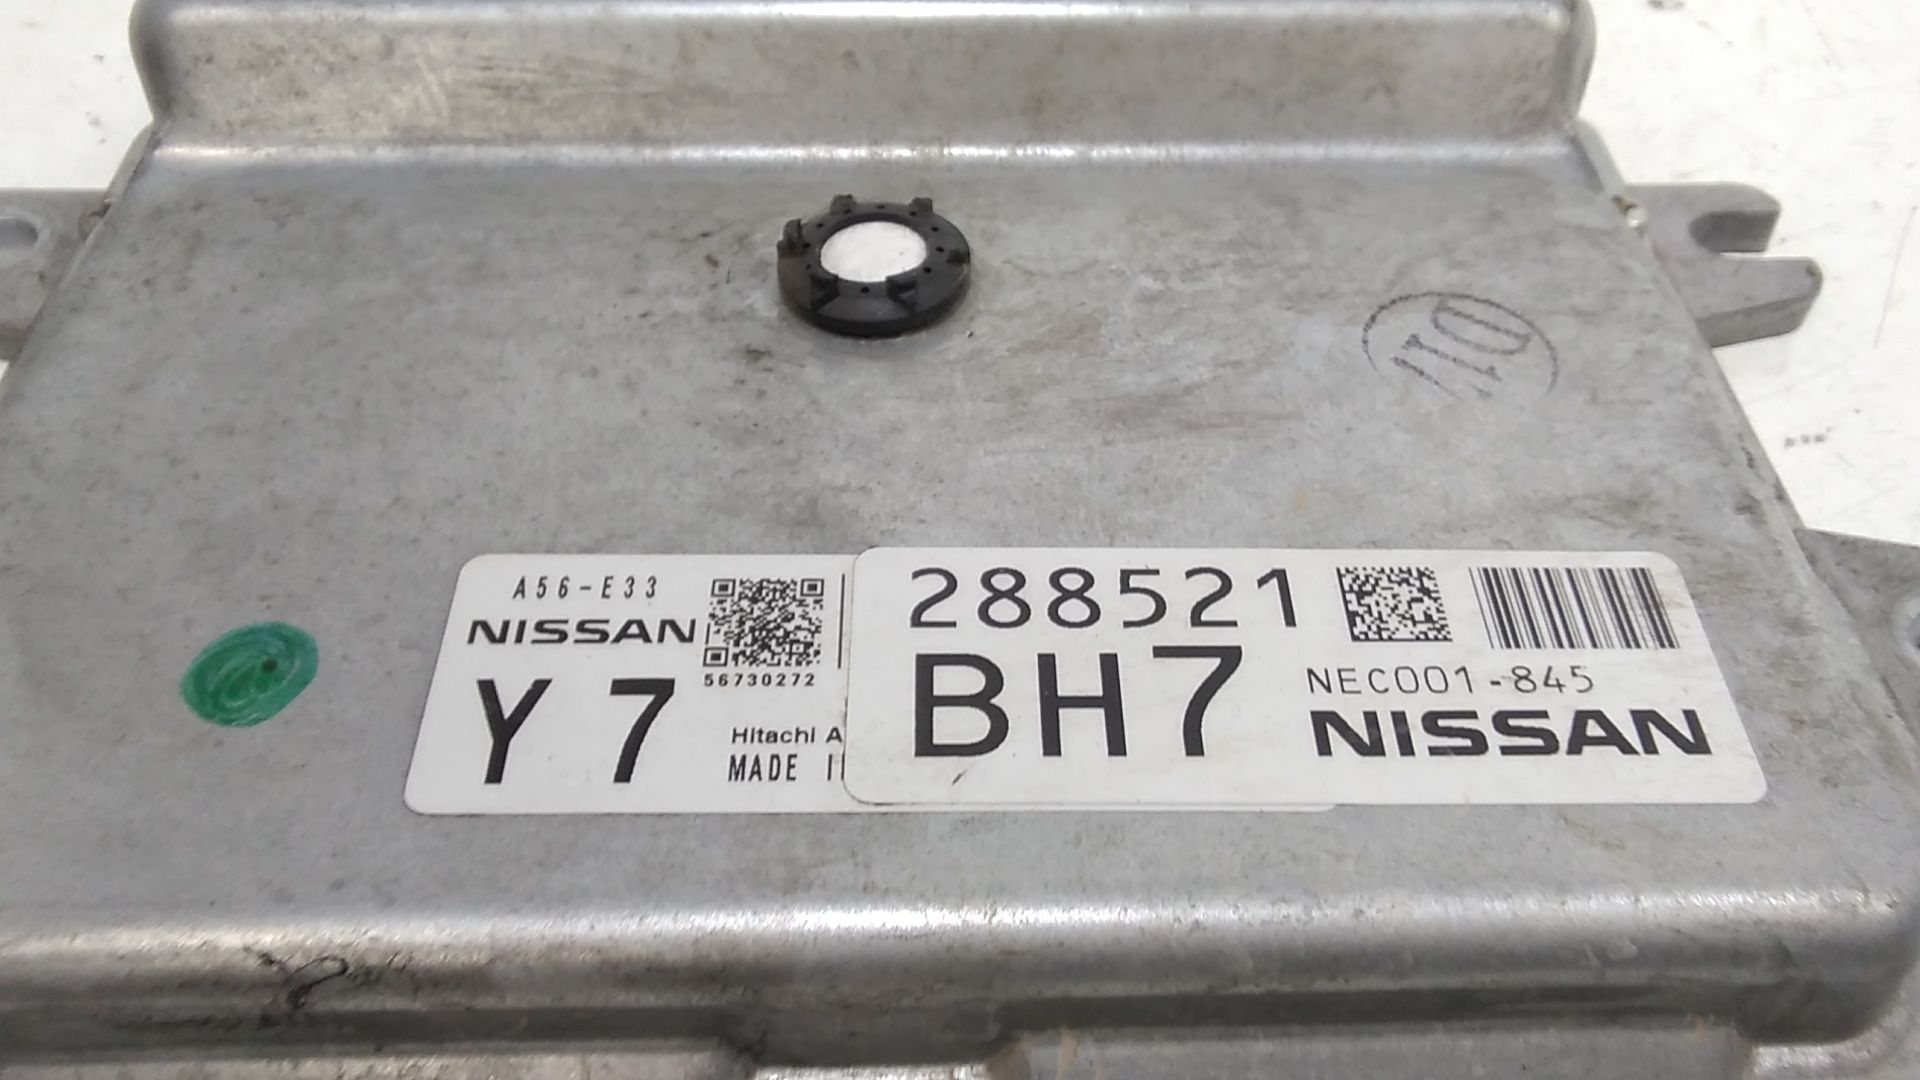 A56-E33
NISSAN
56730272
Y 7
Hitachi A
MADE
288521
BH7
NEC001-845
NISSAN